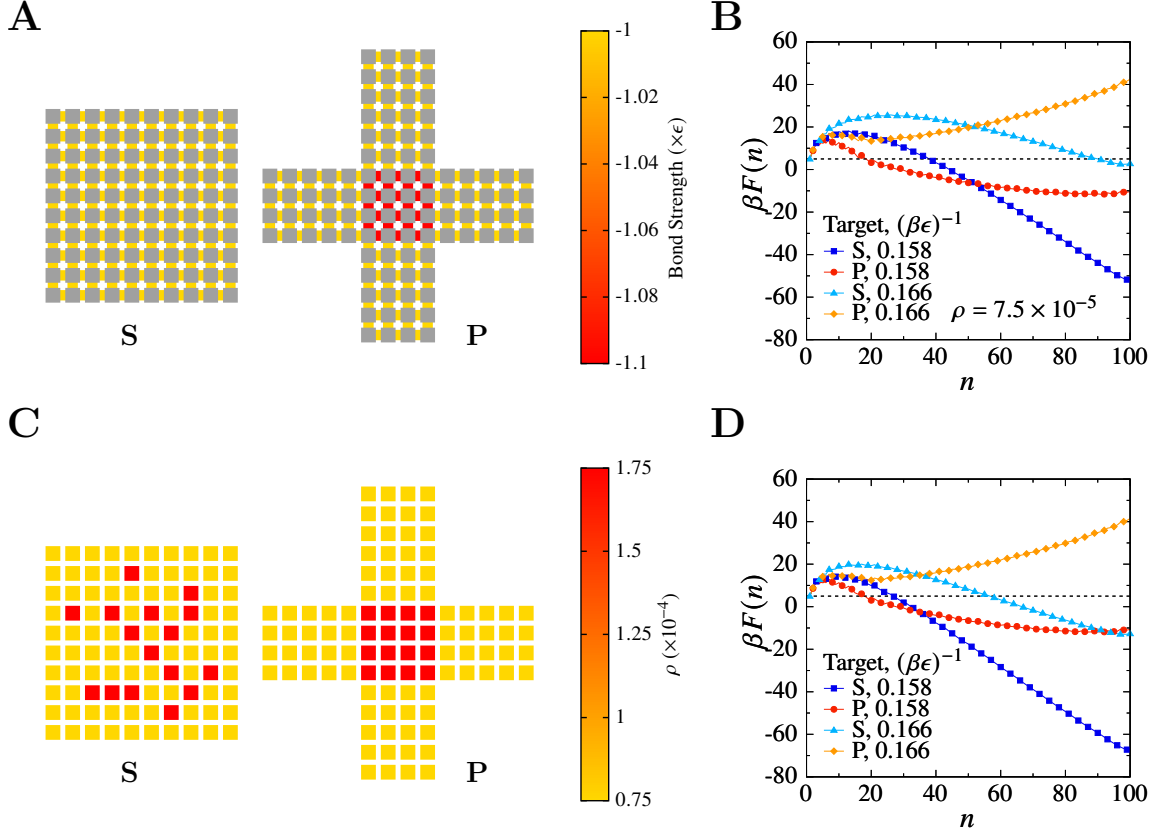 A
S
P
-1
-1.02
-1.04
-1.06
-1.08
-1.1
Bond Strength (×ϵ)
B
60
40
20
0
-20
-40
-60
-80
βF(n)
Target, (βϵ)⁻¹
S, 0.158
P, 0.158
S, 0.166
P, 0.166
ρ = 7.5 × 10⁻⁵
0 20 40 60 80 100
n
C
S
P
1.75
1.5
1.25
1
0.75
ρ (×10⁻⁴)
D
60
40
20
0
-20
-40
-60
-80
βF(n)
Target, (βϵ)⁻¹
S, 0.158
P, 0.158
S, 0.166
P, 0.166
0 20 40 60 80 100
n